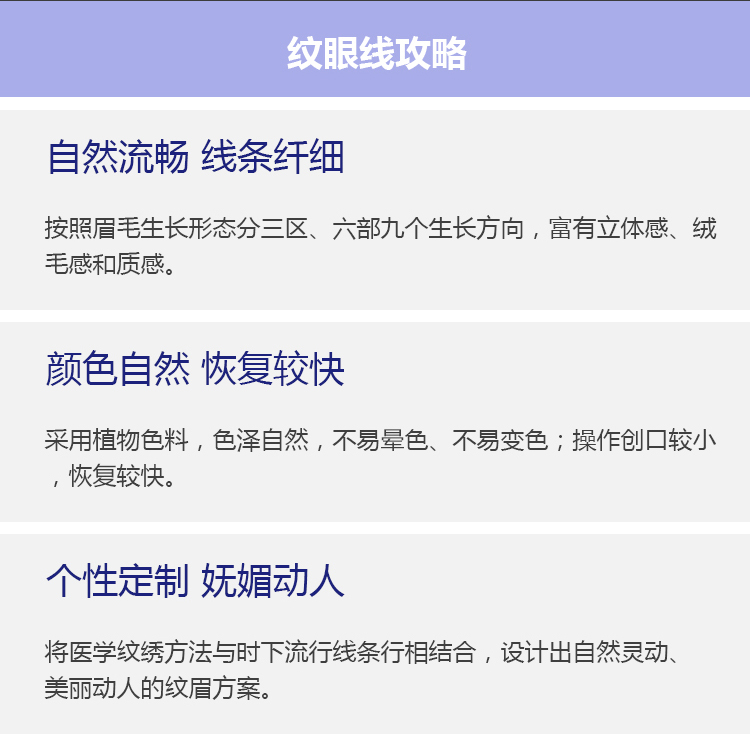 纹眼线攻略
自然流畅 线条纤细
按照眉毛生长形态分三区、六部九个生长方向，富有立体感、绒
毛感和质感。
颜色自然 恢复较快
采用植物色料，色泽自然，不易晕色、不易变色；操作创口较小
，恢复较快。
个性定制 妩媚动人
将医学纹绣方法与时下流行线条行相结合，设计出自然灵动、
美丽动人的纹眉方案。